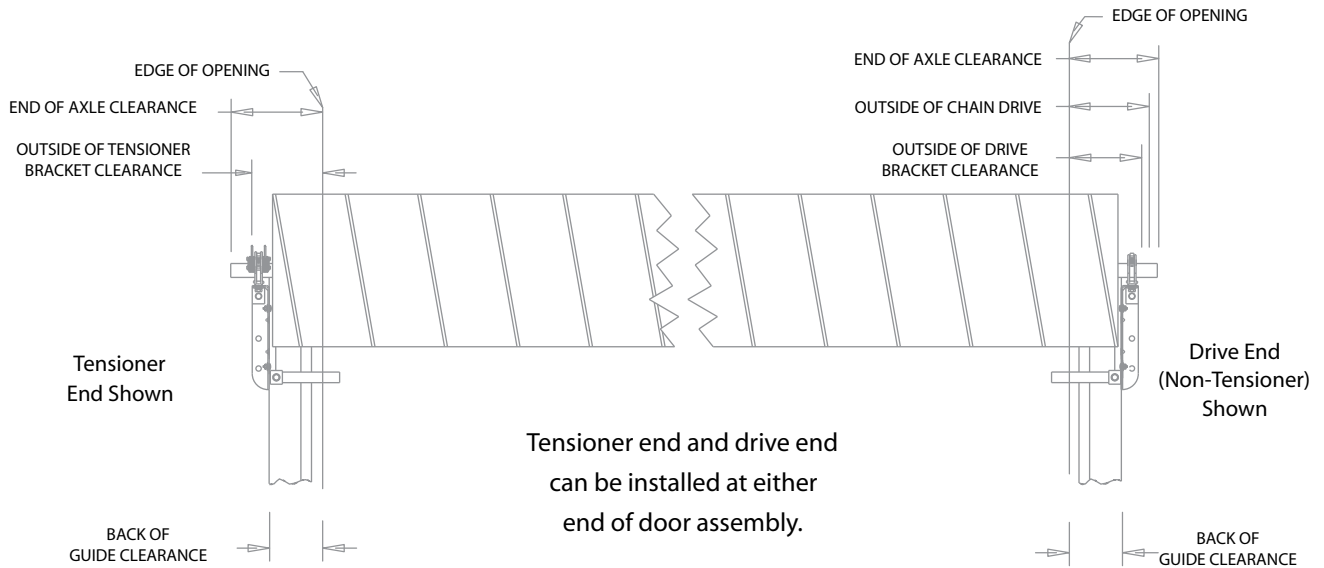 EDGE OF OPENING
END OF AXLE CLEARANCE
OUTSIDE OF TENSIONER
BRACKET CLEARANCE
EDGE OF OPENING
END OF AXLE CLEARANCE
OUTSIDE OF CHAIN DRIVE
OUTSIDE OF DRIVE
BRACKET CLEARANCE
Tensioner
End Shown
Drive End
(Non-Tensioner)
Shown
Tensioner end and drive end
can be installed at either
end of door assembly.
BACK OF
GUIDE CLEARANCE
BACK OF
GUIDE CLEARANCE